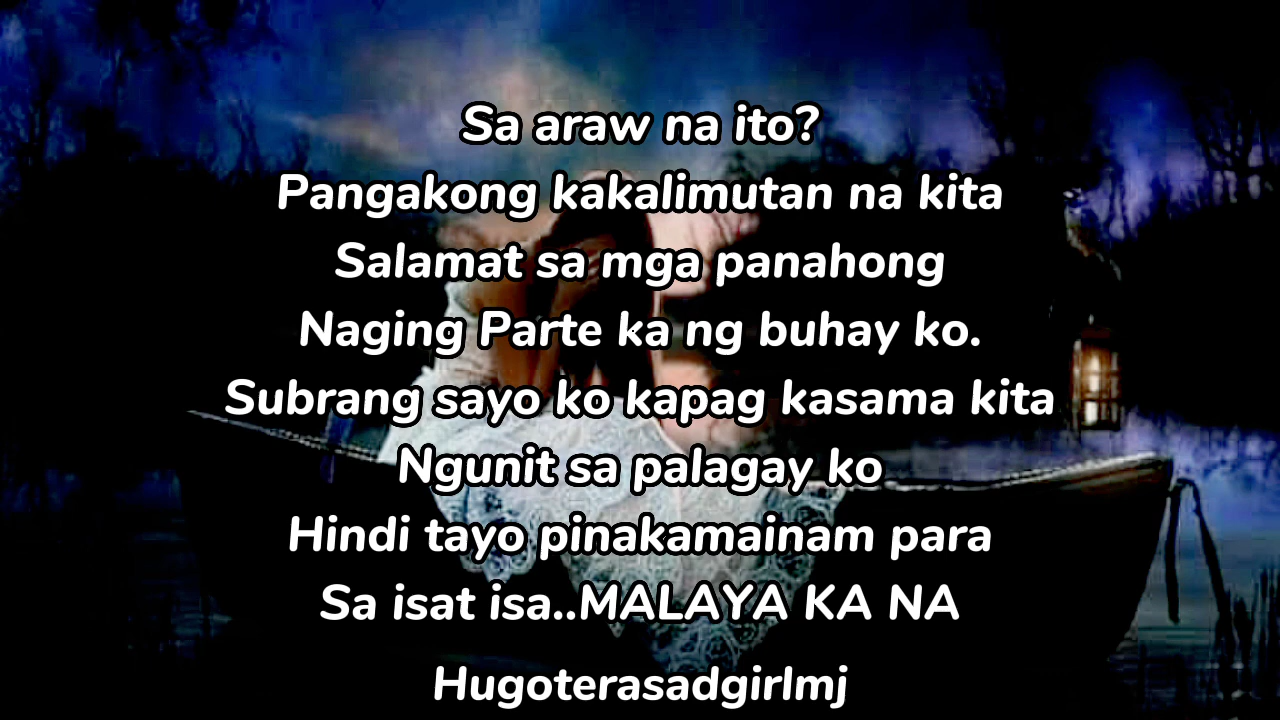 Sa araw na ito?
Pangakong kakalimutan na kita
Salamat sa mga panahong
Naging Parte ka ng buhay ko.
Subrang sayo ko kapag kasama kita
Ngunit sa palagay ko
Hindi tayo pinakamainam para
Sa isat isa..MALAYA KA NA
Hugoterasadgirlmj